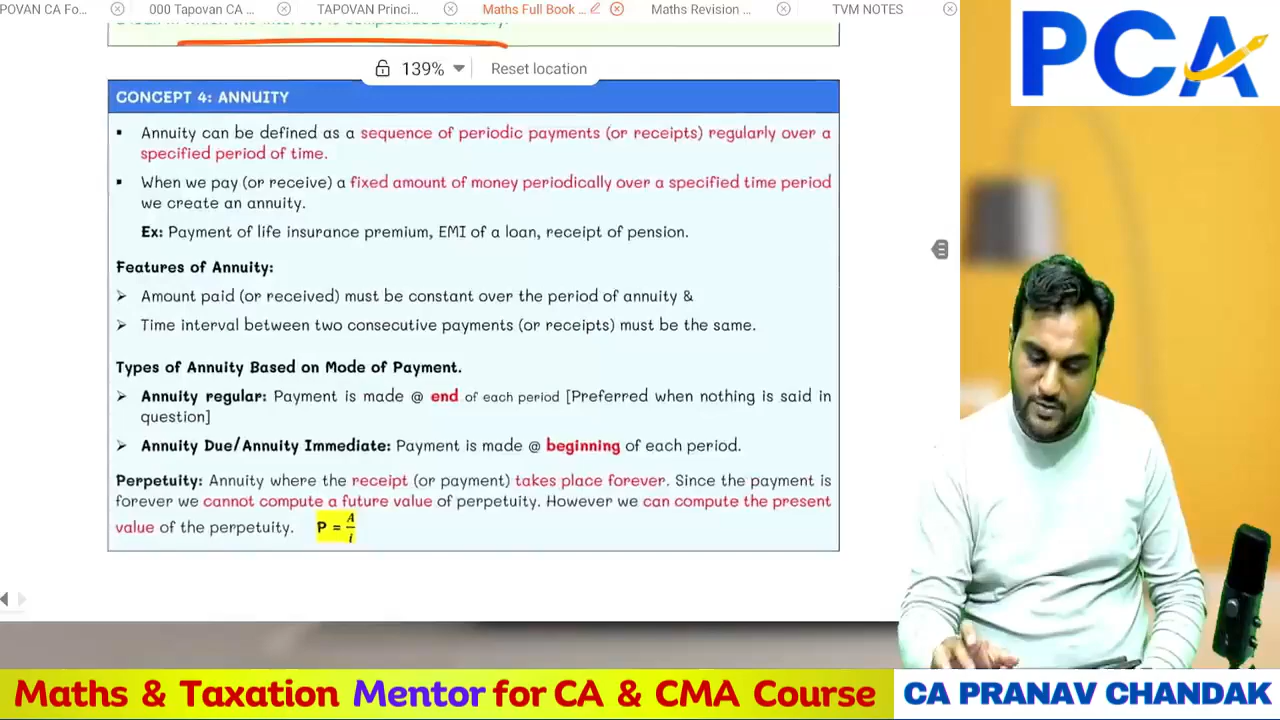 POVAN CA Fo...
000 Tapovan CA ...
TAPOVAN Princi...
Maths Full Book ...
Maths Revision ...
TVM NOTES
139%
Reset location
CONCEPT 4: ANNUITY
▪ Annuity can be defined as a sequence of periodic payments (or receipts) regularly over a
specified period of time.
▪ When we pay (or receive) a fixed amount of money periodically over a specified time period
we create an annuity.
Ex: Payment of life insurance premium, EMI of a loan, receipt of pension.
Features of Annuity:
➢ Amount paid (or received) must be constant over the period of annuity &
➢ Time interval between two consecutive payments (or receipts) must be the same.
Types of Annuity Based on Mode of Payment.
➢ Annuity regular: Payment is made @ end of each period [Preferred when nothing is said in
question]
➢ Annuity Due/Annuity Immediate: Payment is made @ beginning of each period.
Perpetuity: Annuity where the receipt (or payment) takes place forever. Since the payment is
forever we cannot compute a future value of perpetuity. However we can compute the present
value of the perpetuity. P = A/i
PCA
Maths & Taxation Mentor for CA & CMA Course
CA PRANAV CHANDAK